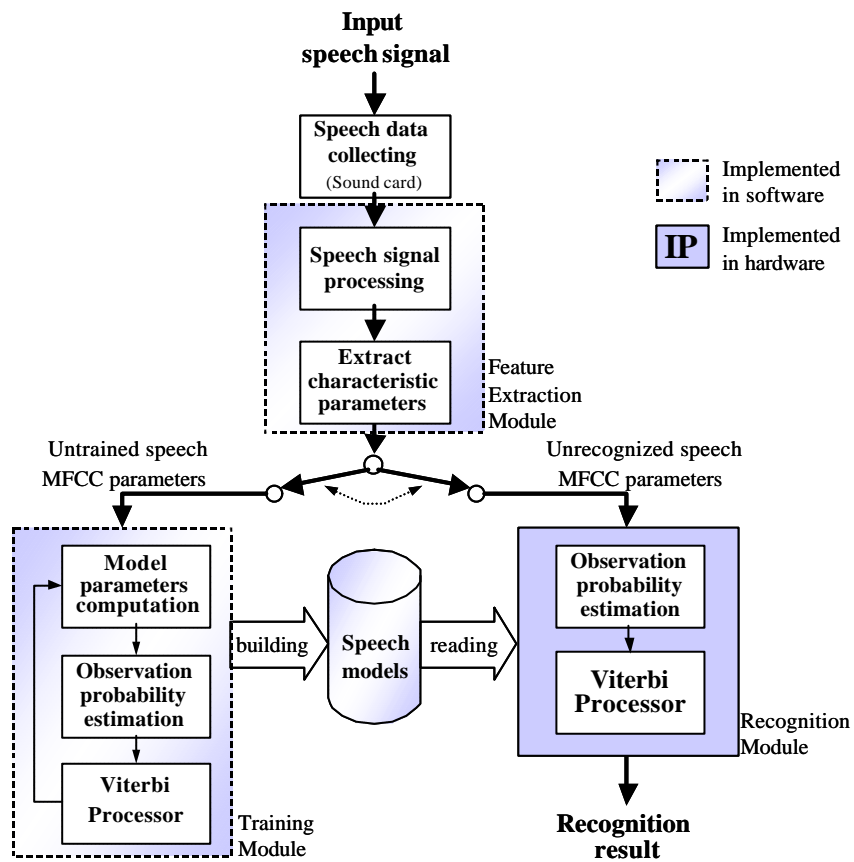 Input
speech signal
Speech data
collecting
(Sound card)
Implemented
in software
IP
Implemented
in hardware
Speech signal
processing
Extract
characteristic
parameters
Feature
Extraction
Module
Untrained speech
MFCC parameters
Unrecognized speech
MFCC parameters
Model
parameters
computation
Observation
probability
estimation
Viterbi
Processor
Training
Module
building
Speech
models
reading
Observation
probability
estimation
Viterbi
Processor
Recognition
Module
Recognition
result